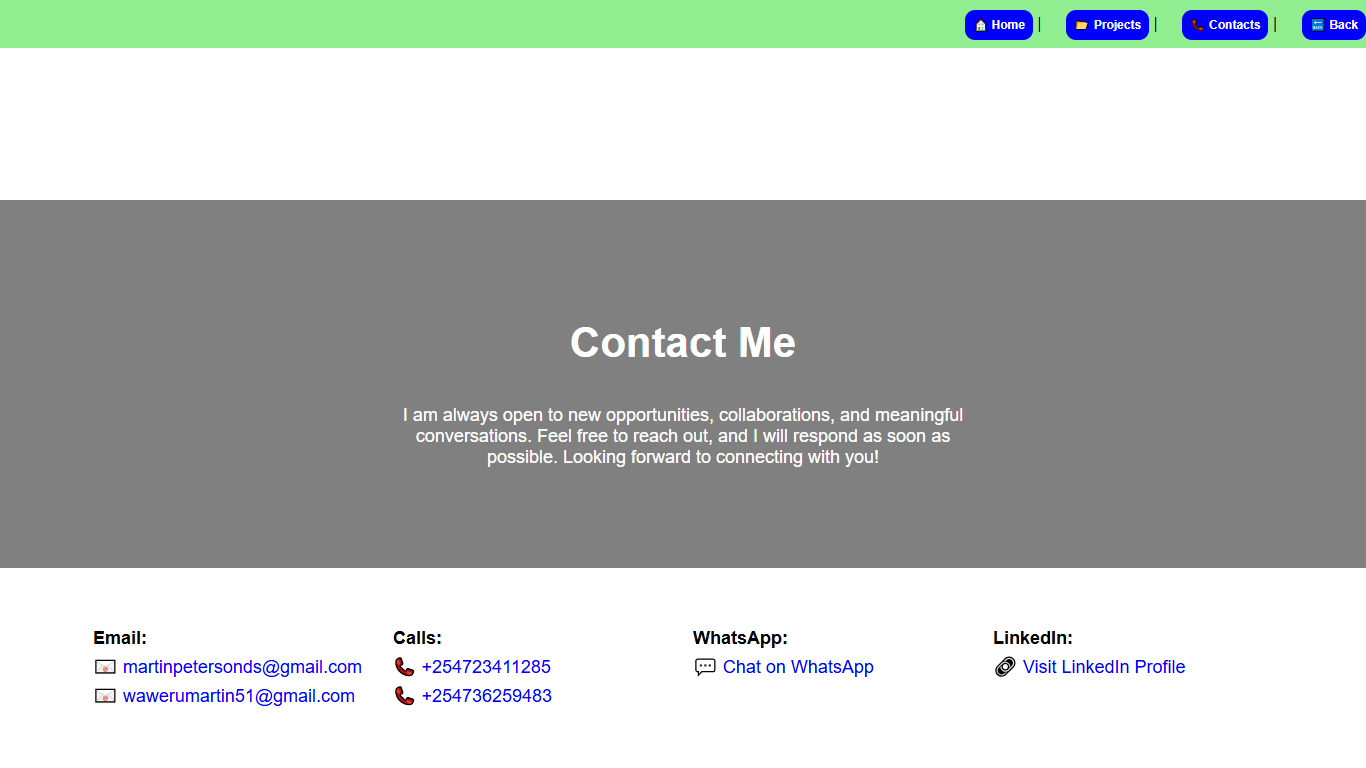 🏠 Home | 📂 Projects | 📞 Contacts | 🔙 Back
Contact Me
I am always open to new opportunities, collaborations, and meaningful
conversations. Feel free to reach out, and I will respond as soon as
possible. Looking forward to connecting with you!
Email:
📧 martinpetersonds@gmail.com
📧 wawerumartin51@gmail.com
Calls:
📞 +254723411285
📞 +254736259483
WhatsApp:
💬 Chat on WhatsApp
LinkedIn:
🔗 Visit LinkedIn Profile